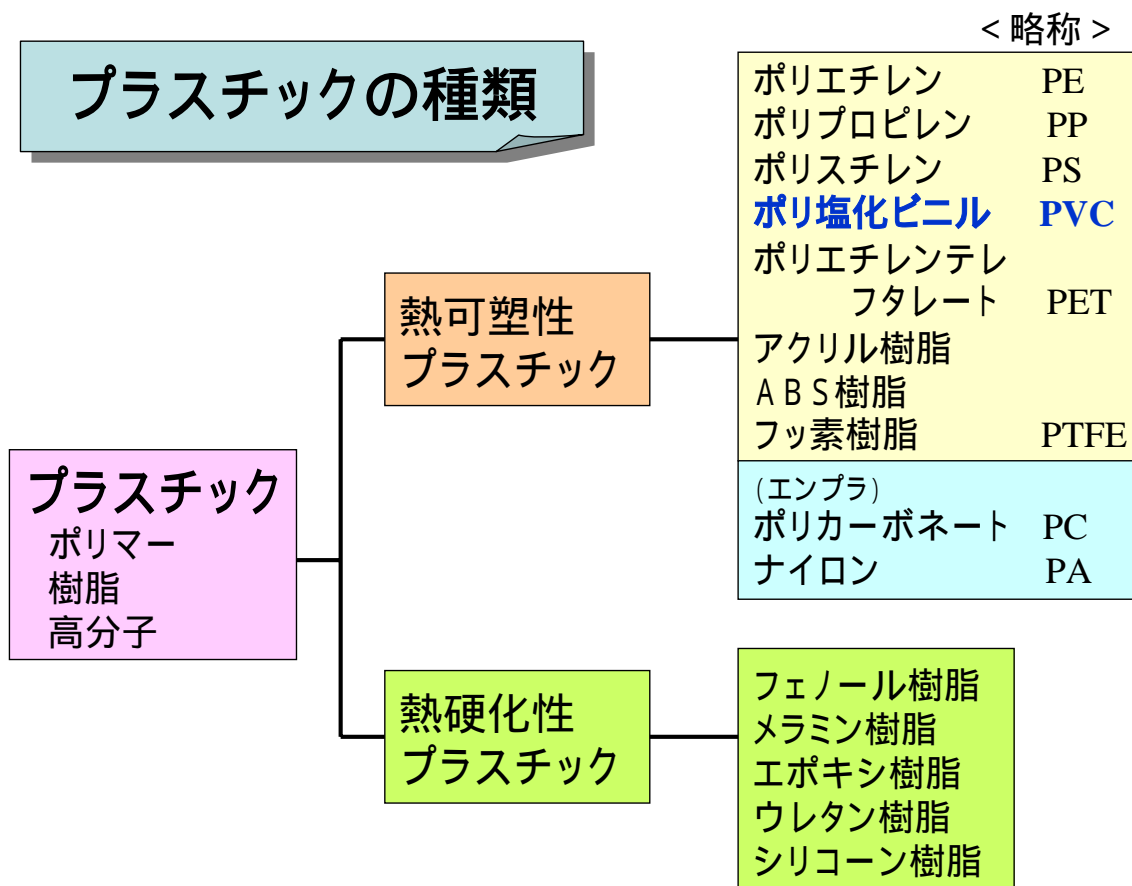 プラスチックの種類
<略称>
ポリエチレン PE
ポリプロピレン PP
ポリスチレン PS
ポリ塩化ビニル PVC
ポリエチレンテレ
フタレート PET
アクリル樹脂
ABS樹脂
フッ素樹脂 PTFE
(エンプラ)
ポリカーボネート PC
ナイロン PA
熱可塑性
プラスチック
プラスチック
ポリマー
樹脂
高分子
熱硬化性
プラスチック
フェノール樹脂
メラミン樹脂
エポキシ樹脂
ウレタン樹脂
シリコーン樹脂